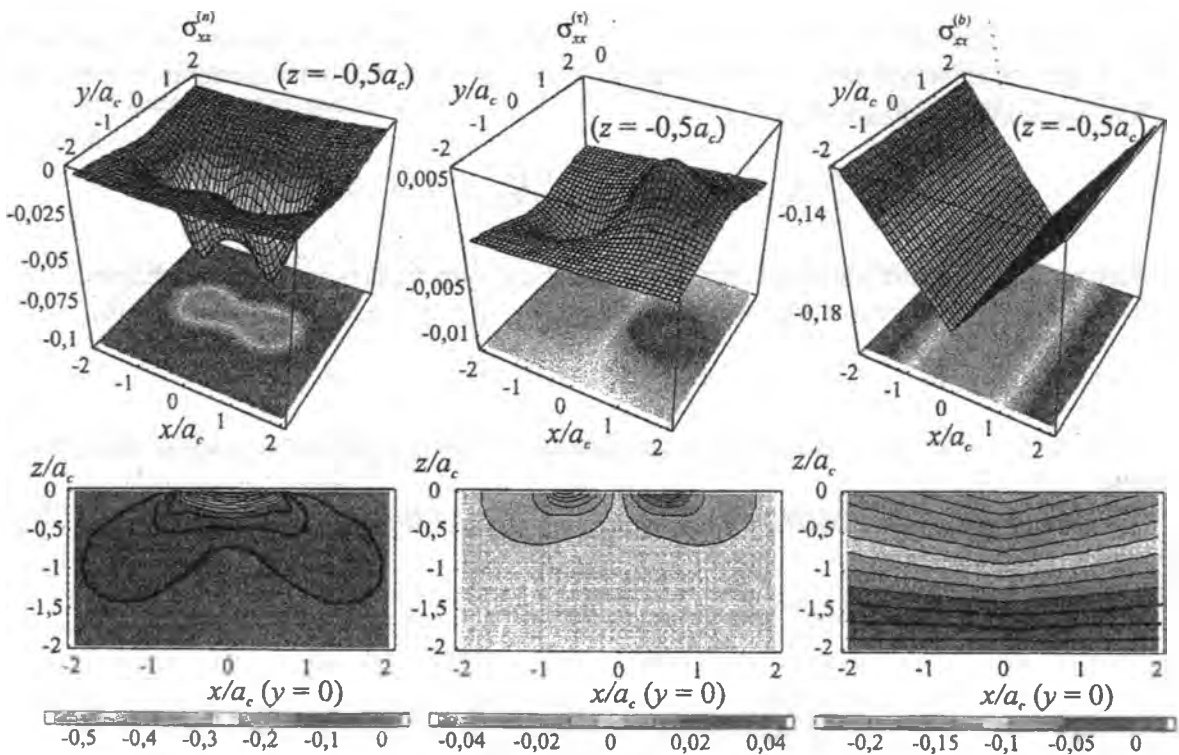 σxx(n)
2
1
0
-1
-2
y/ac
(z = -0,5ac)
0
-0,025
-0,05
-0,075
-0,1
-2
-1
0
1
2
x/ac
σxx(τ)
2
0
1
0
-1
-2
y/ac
(z = -0,5ac)
0,005
-0,005
-0,01
-2
-1
0
1
2
x/ac
σxx(b)
2
1
0
-1
-2
y/ac
(z = -0,5ac)
-0,14
-0,18
-2
-1
0
1
2
x/ac
z/ac
0
-0,5
-1
-1,5
-2
-2 -1 0 1 2
x/ac (y = 0)
-0,5 -0,4 -0,3 -0,2 -0,1 0
z/ac
0
-0,5
-1
-1,5
-2
-2 -1 0 1 2
x/ac (y = 0)
-0,04 -0,02 0 0,02 0,04
z/ac
0
-0,5
-1
-1,5
-2
-2 -1 0 1 2
x/ac (y = 0)
-0,2 -0,15 -0,1 -0,05 0